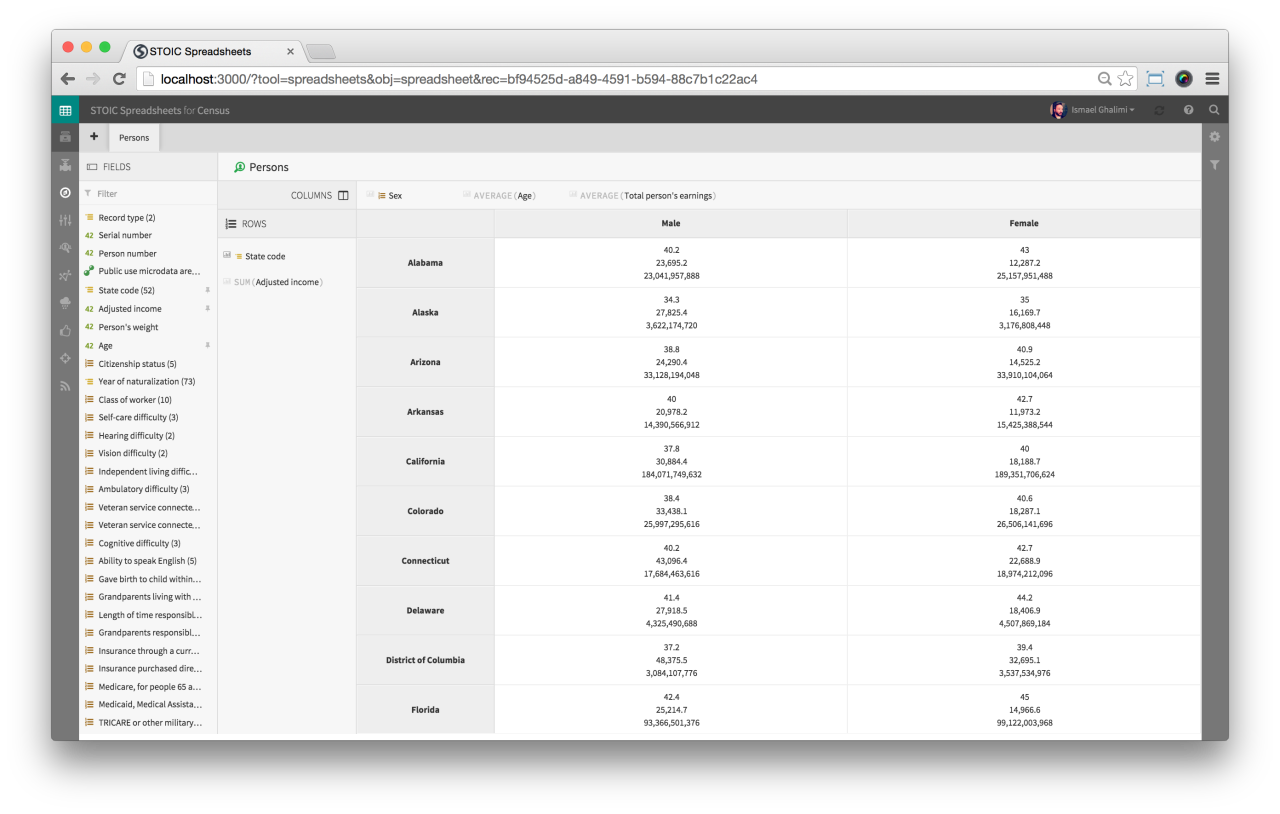 STOIC Spreadsheets
localhost:3000/?tool=spreadsheets&obj=spreadsheet&rec=bf94525d-a849-4591-b594-88c7b1c22ac4
STOIC Spreadsheets for Census
Ismael Ghalimi
Persons
FIELDS
Filter
Record type (2)
42 Serial number
42 Person number
Public use microdata are...
State code (52)
42 Adjusted income
42 Person's weight
42 Age
Citizenship status (5)
Year of naturalization (73)
Class of worker (10)
Self-care difficulty (3)
Hearing difficulty (2)
Vision difficulty (2)
Independent living diffic...
Ambulatory difficulty (3)
Veteran service connecte...
Veteran service connecte...
Cognitive difficulty (3)
Ability to speak English (5)
Gave birth to child within...
Grandparents living with ...
Length of time responsibl...
Grandparents responsibl...
Insurance through a curr...
Insurance purchased dire...
Medicare, for people 65 a...
Medicaid, Medical Assista...
TRICARE or other military...
Persons
COLUMNS
Sex
AVERAGE (Age)
AVERAGE (Total person's earnings)
ROWS
State code
SUM (Adjusted income)
Male Female
Alabama
40.2 43
23,695.2 12,287.2
23,041,957,888 25,157,951,488
Alaska
34.3 35
27,825.4 16,169.7
3,622,174,720 3,176,808,448
Arizona
38.8 40.9
24,290.4 14,525.2
33,128,194,048 33,910,104,064
Arkansas
40 42.7
20,978.2 11,973.2
14,390,566,912 15,425,388,544
California
37.8 40
30,884.4 18,188.7
184,071,749,632 189,351,706,624
Colorado
38.4 40.6
33,438.1 18,287.1
25,997,295,616 26,506,141,696
Connecticut
40.2 42.7
43,096.4 22,688.9
17,684,463,616 18,974,212,096
Delaware
41.4 44.2
27,918.5 18,406.9
4,325,490,688 4,507,869,184
District of Columbia
37.2 39.4
48,375.5 32,695.1
3,084,107,776 3,537,534,976
Florida
42.4 45
25,214.7 14,966.6
93,366,501,376 99,122,003,968